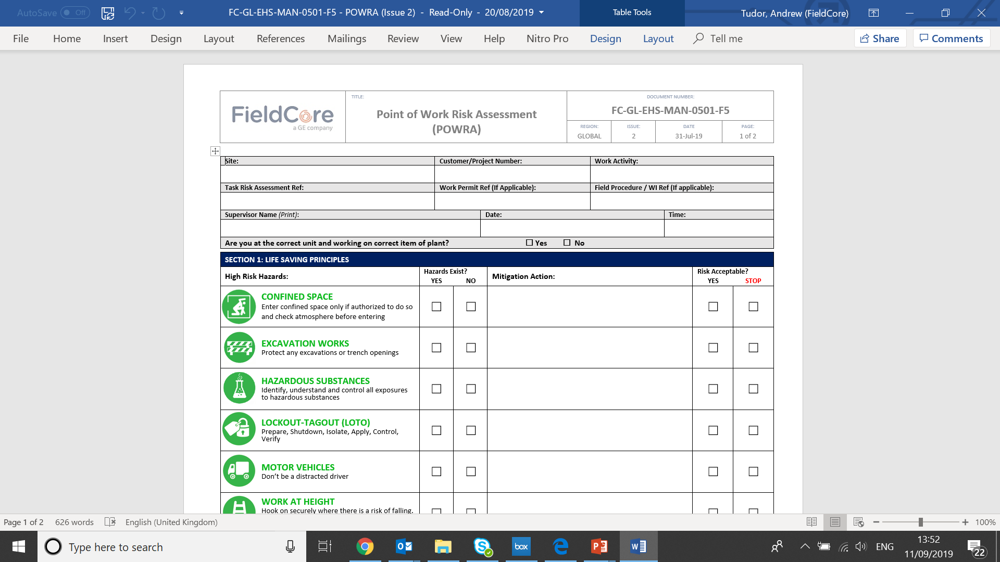 AutoSave Off
FC-GL-EHS-MAN-0501-F5 - POWRA (Issue 2) - Read-Only - 20/08/2019
Table Tools
Tudor, Andrew (FieldCore)
File Home Insert Design Layout References Mailings Review View Help Nitro Pro Design Layout Tell me Share Comments
FieldCore
a GE company
TITLE:
Point of Work Risk Assessment
(POWRA)
DOCUMENT NUMBER:
FC-GL-EHS-MAN-0501-F5
REGION: ISSUE: DATE PAGE:
GLOBAL 2 31-Jul-19 1 of 2
Site: Customer/Project Number: Work Activity:
Task Risk Assessment Ref: Work Permit Ref (If Applicable): Field Procedure / WI Ref (If applicable):
Supervisor Name (Print): Date: Time:
Are you at the correct unit and working on correct item of plant? Yes No
SECTION 1: LIFE SAVING PRINCIPLES
High Risk Hazards: Hazards Exist? Mitigation Action: Risk Acceptable?
YES NO YES STOP
CONFINED SPACE
Enter confined space only if authorized to do so
and check atmosphere before entering
EXCAVATION WORKS
Protect any excavations or trench openings
HAZARDOUS SUBSTANCES
Identify, understand and control all exposures
to hazardous substances
LOCKOUT-TAGOUT (LOTO)
Prepare, Shutdown, Isolate, Apply, Control,
Verify
MOTOR VEHICLES
Don't be a distracted driver
WORK AT HEIGHT
Hook on securely where there is a risk of falling.
Page 1 of 2 626 words English (United Kingdom) 100%
Type here to search
box
ENG
13:52
11/09/2019
22